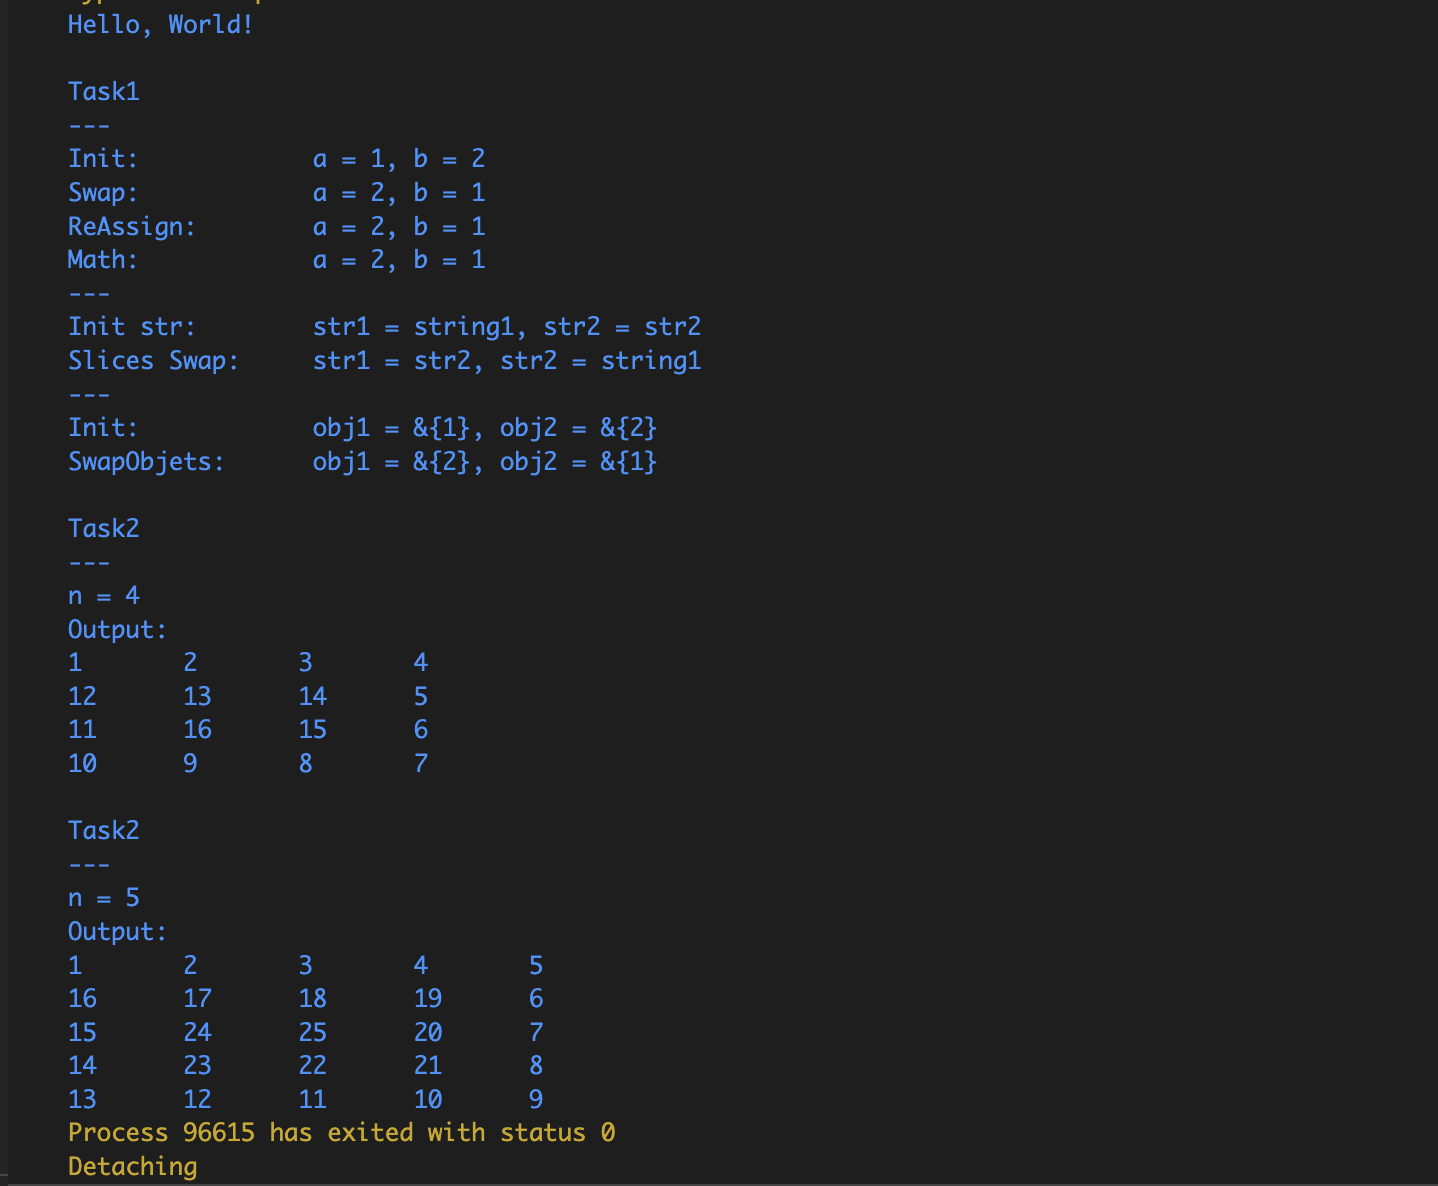 Hello, World!
Task1
---
Init: a = 1, b = 2
Swap: a = 2, b = 1
ReAssign: a = 2, b = 1
Math: a = 2, b = 1
---
Init str: str1 = string1, str2 = str2
Slices Swap: str1 = str2, str2 = string1
---
Init: obj1 = &{1}, obj2 = &{2}
SwapObjets: obj1 = &{2}, obj2 = &{1}
Task2
---
n = 4
Output:
1 2 3 4
12 13 14 5
11 16 15 6
10 9 8 7
Task2
---
n = 5
Output:
1 2 3 4 5
16 17 18 19 6
15 24 25 20 7
14 23 22 21 8
13 12 11 10 9
Process 96615 has exited with status 0
Detaching